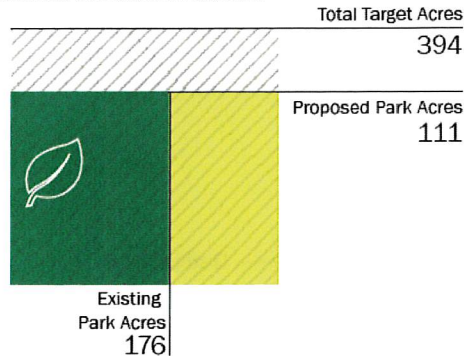 Total Target Acres
394
Proposed Park Acres
111
Existing
Park Acres
176